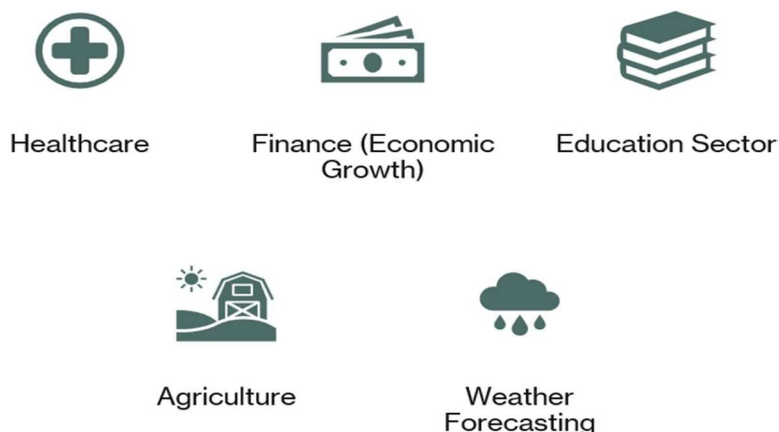 Healthcare
Finance (Economic
Growth)
Education Sector
Agriculture
Weather
Forecasting